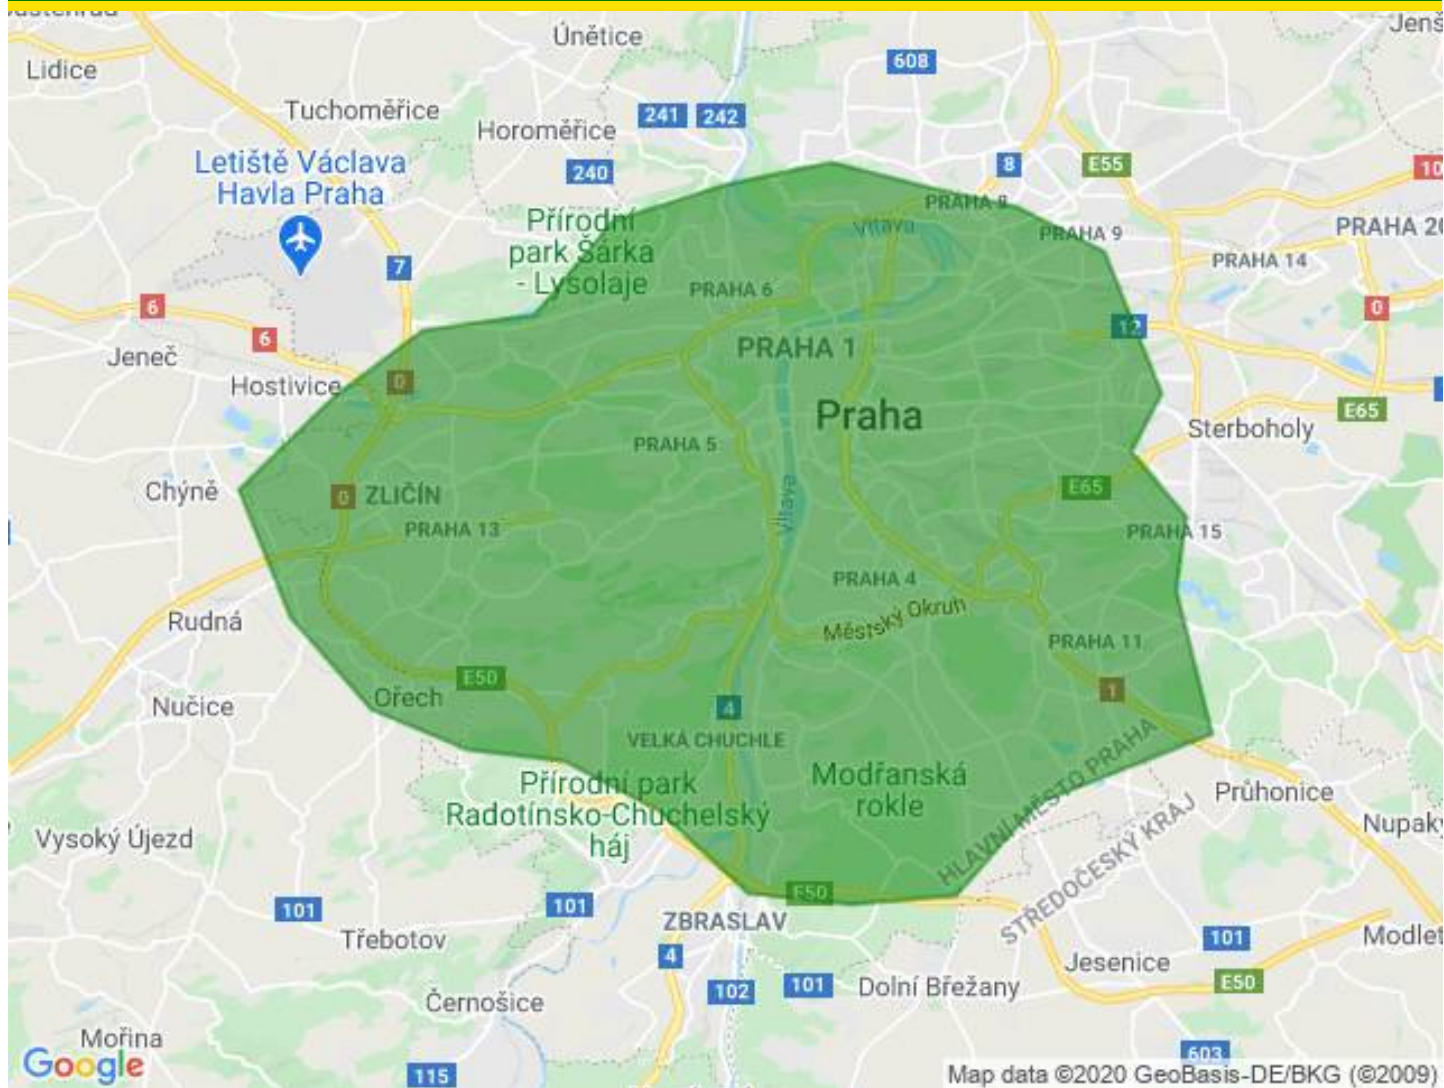 Únětice
Jenš
608
Lidice
Tuchoměřice
241
242
Horoměřice
Letiště Václava
Havla Praha
240
8
E55
10
PRAHA 8
Přírodní
park Šárka
- Lysolaje
Vltava
PRAHA 9
PRAHA 20
7
PRAHA 14
PRAHA 6
6
0
6
12
Jeneč
PRAHA 1
Hostivice
0
Praha
E65
PRAHA 5
Sterboholy
Chýně
0
ZLIČÍN
E65
Vltava
PRAHA 13
PRAHA 15
PRAHA 4
Městský Okruh
Rudná
PRAHA 11
E50
1
Ořech
Nučice
4
VELKÁ CHUCHLE
Přírodní park
Radotínsko-Chuchelský
háj
Modřanská
rokle
HLAVNÍ MĚSTO PRAHA
STŘEDOČESKÝ KRAJ
Průhonice
Nupaky
Vysoký Újezd
E50
101
101
ZBRASLAV
Třebotov
101
Modlet
4
Jesenice
102
101
Dolní Břežany
E50
Černošice
Mořina
Google
115
603
Map data ©2020 GeoBasis-DE/BKG (©2009)